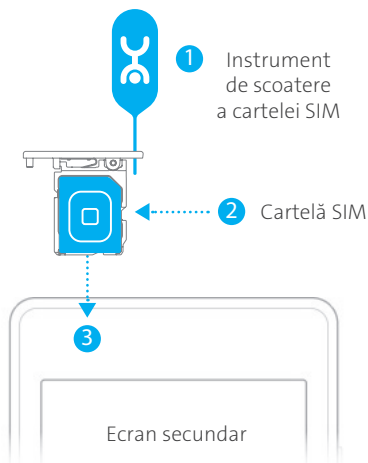 1 Instrument
de scoatere
a cartelei SIM
2 Cartelă SIM
3
Ecran secundar